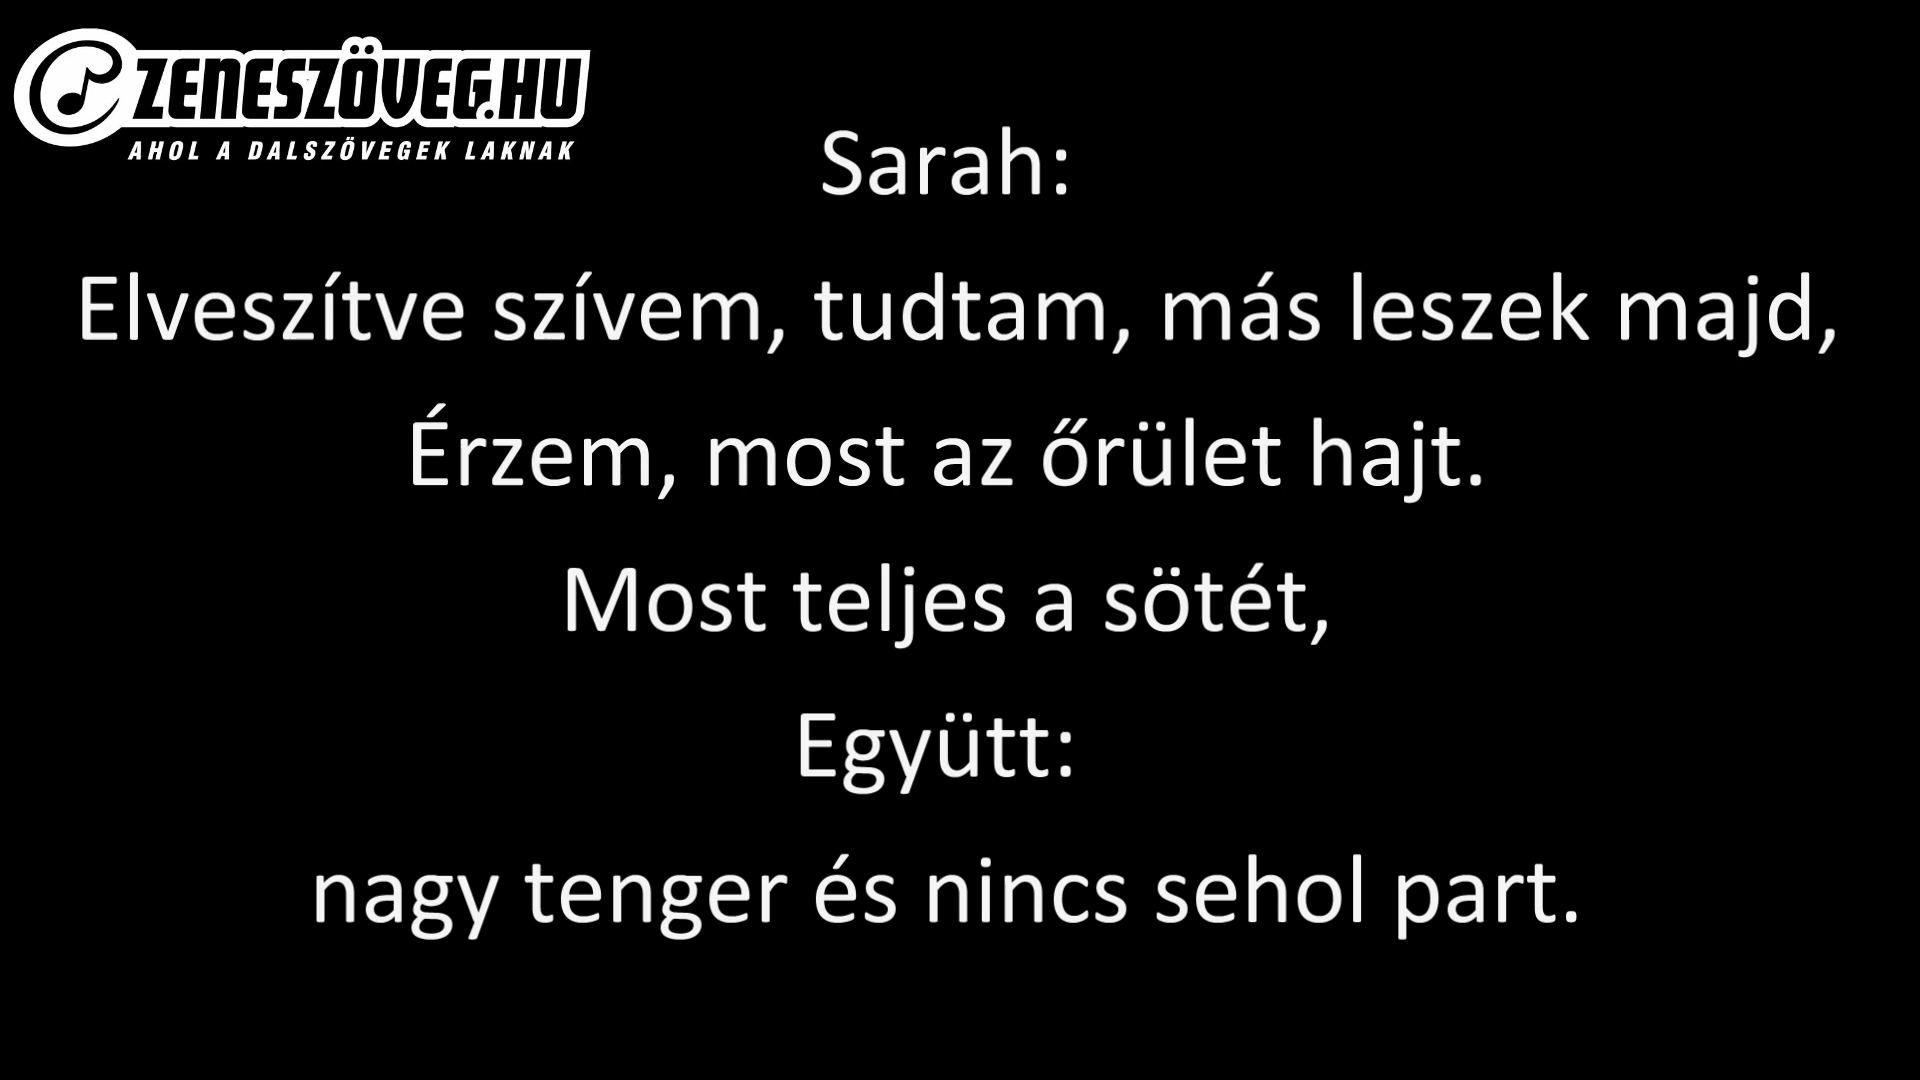 ZENESZÖVEG.HU
AHOL A DALSZÖVEGEK LAKNAK
Sarah:
Elveszítve szívem, tudtam, más leszek majd,
Érzem, most az őrület hajt.
Most teljes a sötét,
Együtt:
nagy tenger és nincs sehol part.